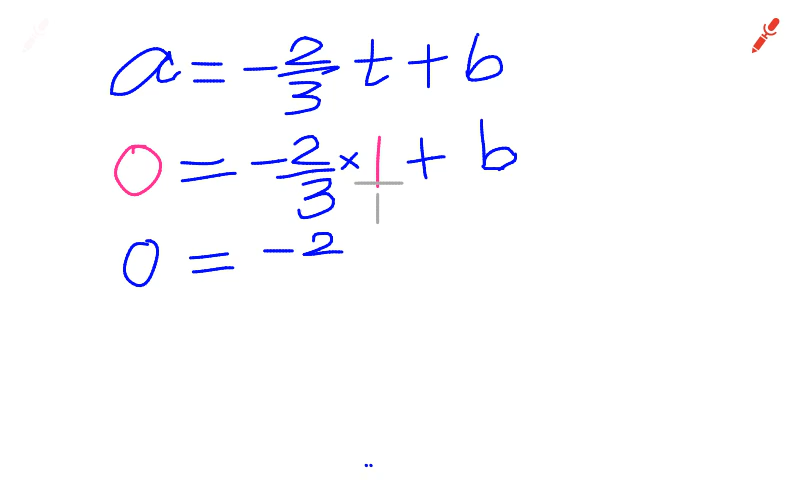 a = -2/3 t + b
0 = -2/3 × 1 + b
0 = -2